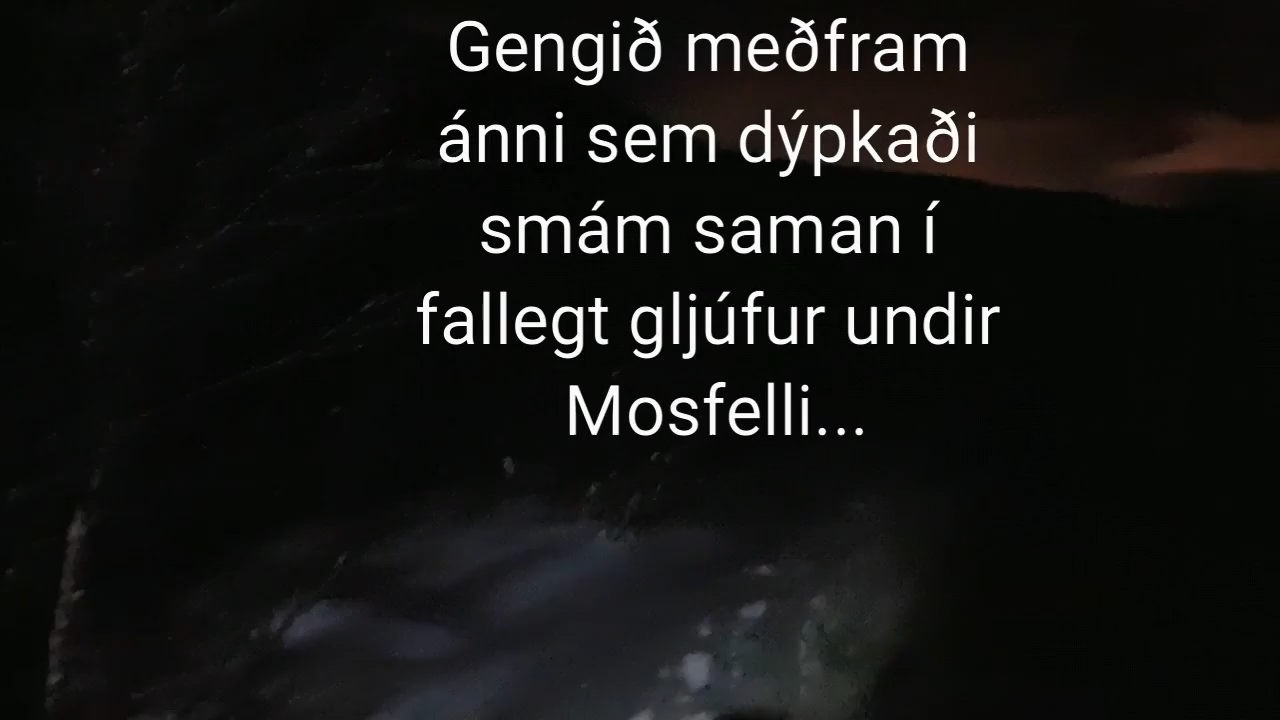 Gengið meðfram
ánni sem dýpkaði
smám saman í
fallegt gljúfur undir
Mosfelli...